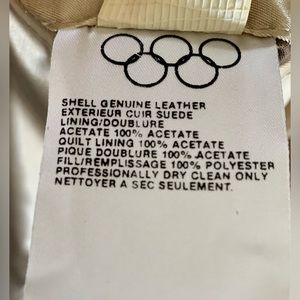 SHELL GENUINE LEATHER
EXTERIEUR CUIR SUEDE
LINING/DOUBLURE
ACETATE 100% ACETATE
QUILT LINING 100% ACETATE
PIQUE DOUBLURE 100% ACETATE
FILL/REMPLISSAGE 100% POLYESTER
PROFESSIONALLY DRY CLEAN ONLY
NETTOYER A SEC SEULEMENT.